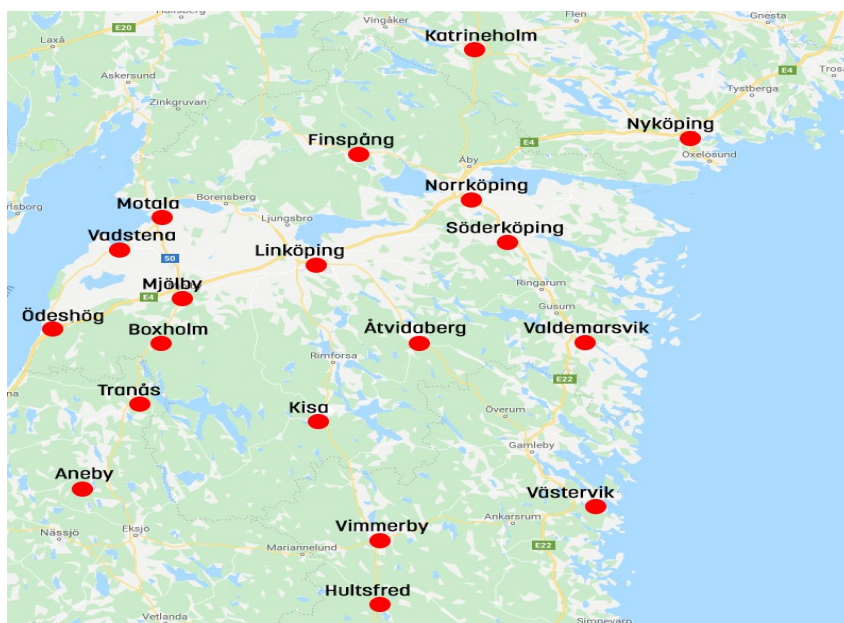 Hallsberg
Vingåker
Flen
Gnesta
E20
Katrineholm
Laxå
Askersund
E4
Trosa
Tystberga
Zinkgruvan
Nyköping
Finspång
E4
Oxelösund
Åby
Norrköping
Borensberg
Karlsborg
Motala
Ljungsbro
Vadstena
Söderköping
Linköping
50
Mjölby
Ringarum
E4
Gusum
Ödeshög
Boxholm
Åtvidaberg
Valdemarsvik
Rimforsa
E22
Tranås
Kisa
Överum
Gamleby
Aneby
Västervik
Ankarsrum
Eksjö
Nässjö
Vimmerby
Mariannelund
E22
Hultsfred
Vetlanda
Simpevarp